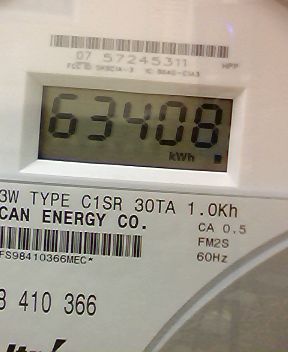 07 57245311
HPP
63408
kWh
3W TYPE C1SR 30TA 1.0Kh
CAN ENERGY CO.
CA 0.5
FM2S
60Hz
FS98410366MEC*
410 366